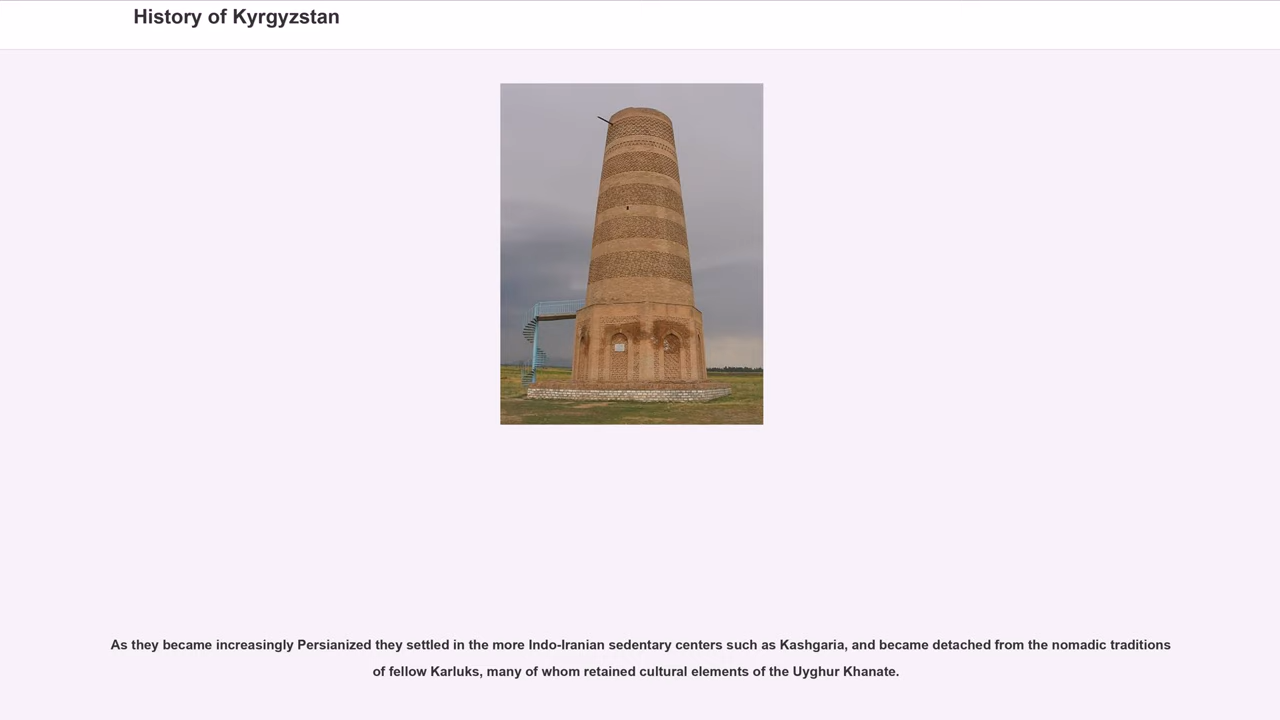 History of Kyrgyzstan
As they became increasingly Persianized they settled in the more Indo-Iranian sedentary centers such as Kashgaria, and became detached from the nomadic traditions
of fellow Karluks, many of whom retained cultural elements of the Uyghur Khanate.